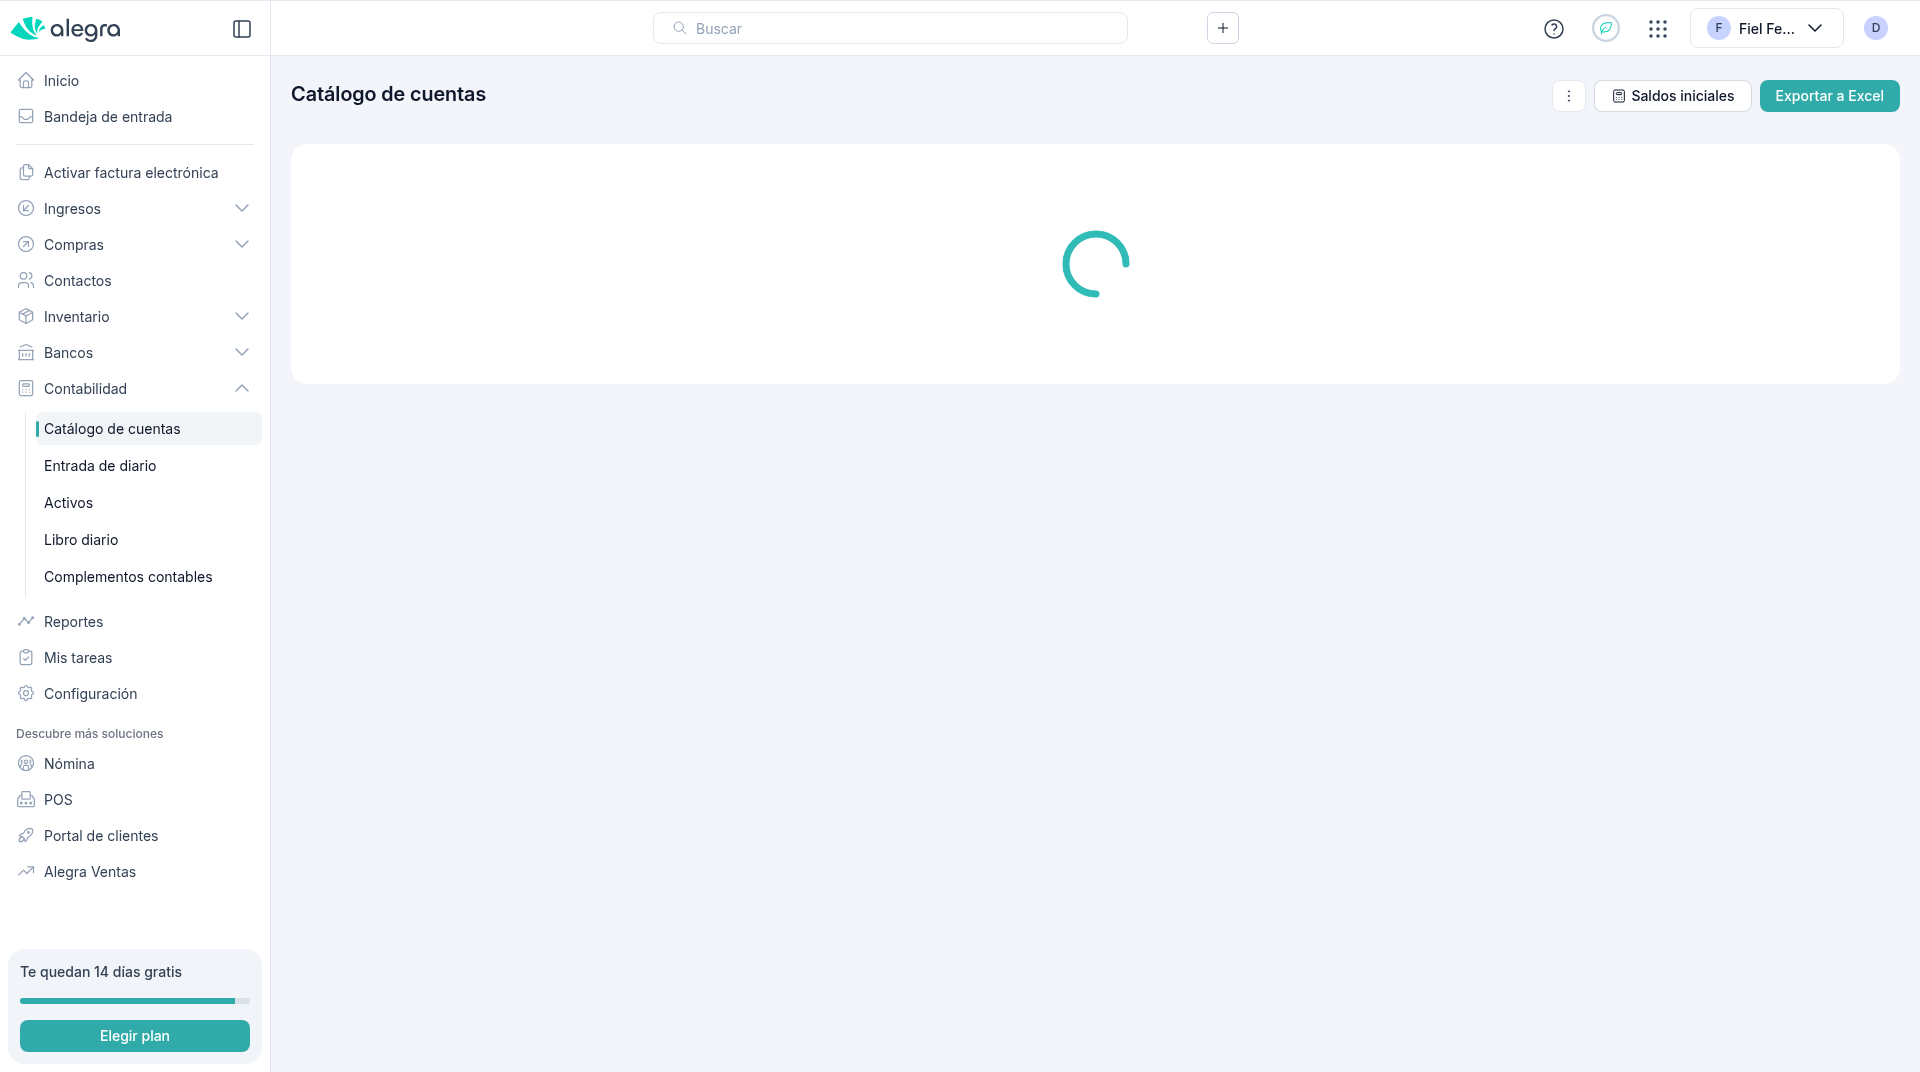 alegra
Buscar
F
Fiel Fe...
D
Inicio
Bandeja de entrada
Activar factura electrónica
Ingresos
Compras
Contactos
Inventario
Bancos
Contabilidad
Catálogo de cuentas
Entrada de diario
Activos
Libro diario
Complementos contables
Reportes
Mis tareas
Configuración
Descubre más soluciones
Nómina
POS
Portal de clientes
Alegra Ventas
Te quedan 14 días gratis
Elegir plan
Catálogo de cuentas
Saldos iniciales
Exportar a Excel